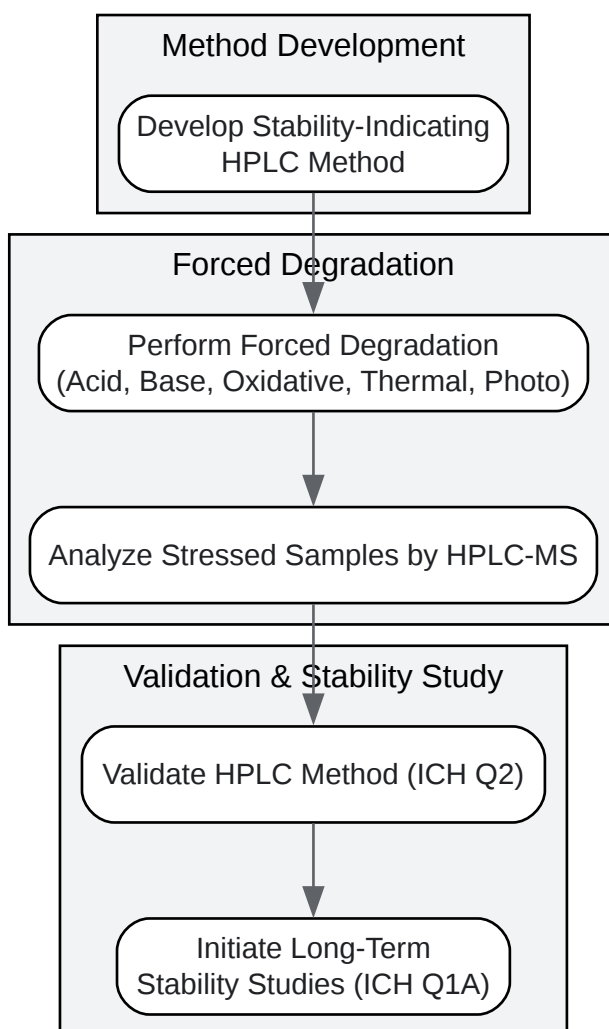 Method Development
Develop Stability-Indicating
HPLC Method
Forced Degradation
Perform Forced Degradation
(Acid, Base, Oxidative, Thermal, Photo)
Analyze Stressed Samples by HPLC-MS
Validation & Stability Study
Validate HPLC Method (ICH Q2)
Initiate Long-Term
Stability Studies (ICH Q1A)